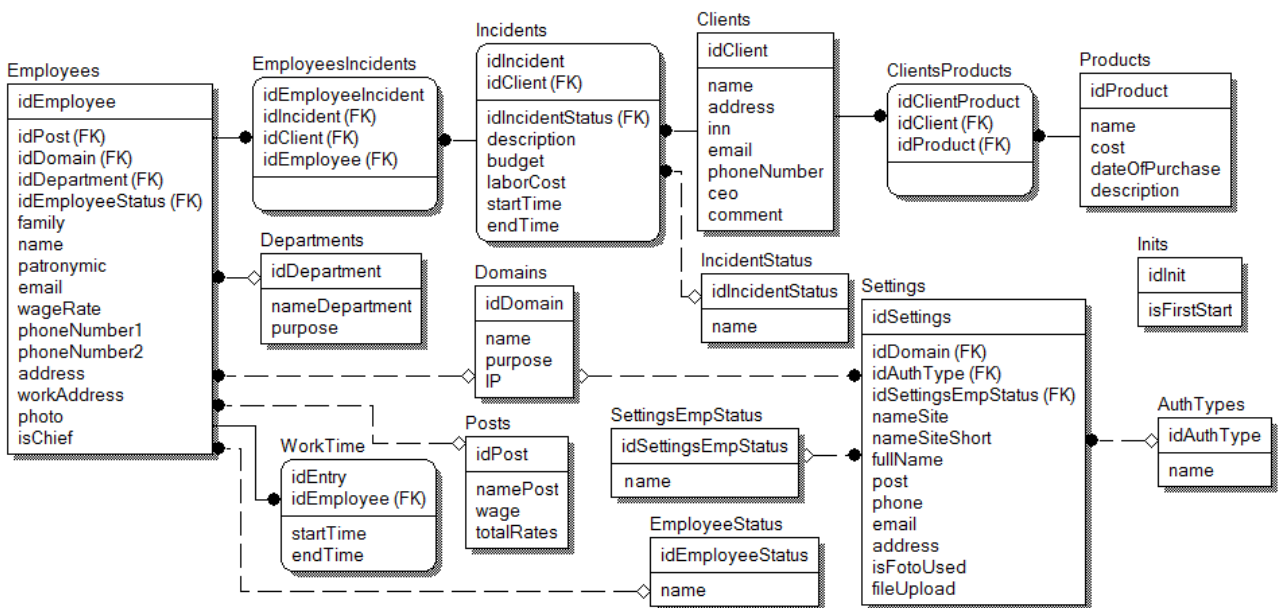 Employees
idEmployee
idPost (FK)
idDomain (FK)
idDepartment (FK)
idEmployeeStatus (FK)
family
name
patronymic
email
wageRate
phoneNumber1
phoneNumber2
address
workAddress
photo
isChief
EmployeesIncidents
idEmployeeIncident
idIncident (FK)
idClient (FK)
idEmployee (FK)
Incidents
idIncident
idClient (FK)
idIncidentStatus (FK)
description
budget
laborCost
startTime
endTime
Clients
idClient
name
address
inn
email
phoneNumber
ceo
comment
ClientsProducts
idClientProduct
idClient (FK)
idProduct (FK)
Products
idProduct
name
cost
dateOfPurchase
description
Departments
idDepartment
nameDepartment
purpose
Domains
idDomain
name
purpose
IP
IncidentStatus
idIncidentStatus
name
Inits
idInit
isFirstStart
Settings
idSettings
idDomain (FK)
idAuthType (FK)
idSettingsEmpStatus (FK)
nameSite
nameSiteShort
fullName
post
phone
email
address
isFotoUsed
fileUpload
SettingsEmpStatus
idSettingsEmpStatus
name
AuthTypes
idAuthType
name
WorkTime
idEntry
idEmployee (FK)
startTime
endTime
Posts
idPost
namePost
wage
totalRates
EmployeeStatus
idEmployeeStatus
name